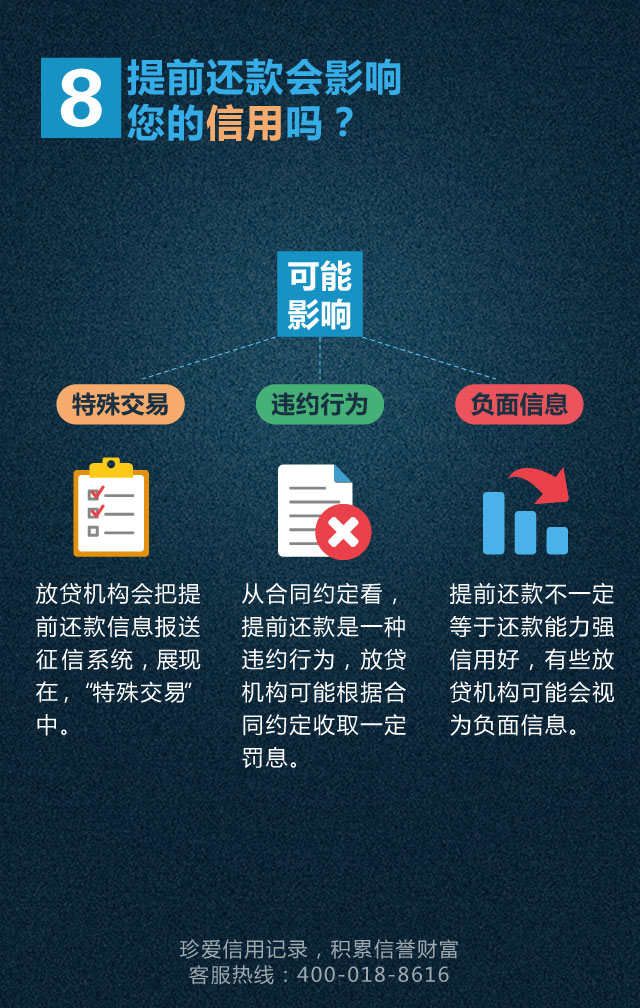 8
提前还款会影响
您的信用吗？
可能
影响
特殊交易
违约行为
负面信息
放贷机构会把提
前还款信息报送
征信系统，展现
在，“特殊交易”
中。
从合同约定看，
提前还款是一种
违约行为，放贷
机构可能根据合
同约定收取一定
罚息。
提前还款不一定
等于还款能力强
信用好，有些放
贷机构可能会视
为负面信息。
珍爱信用记录，积累信誉财富
客服热线：400-018-8616